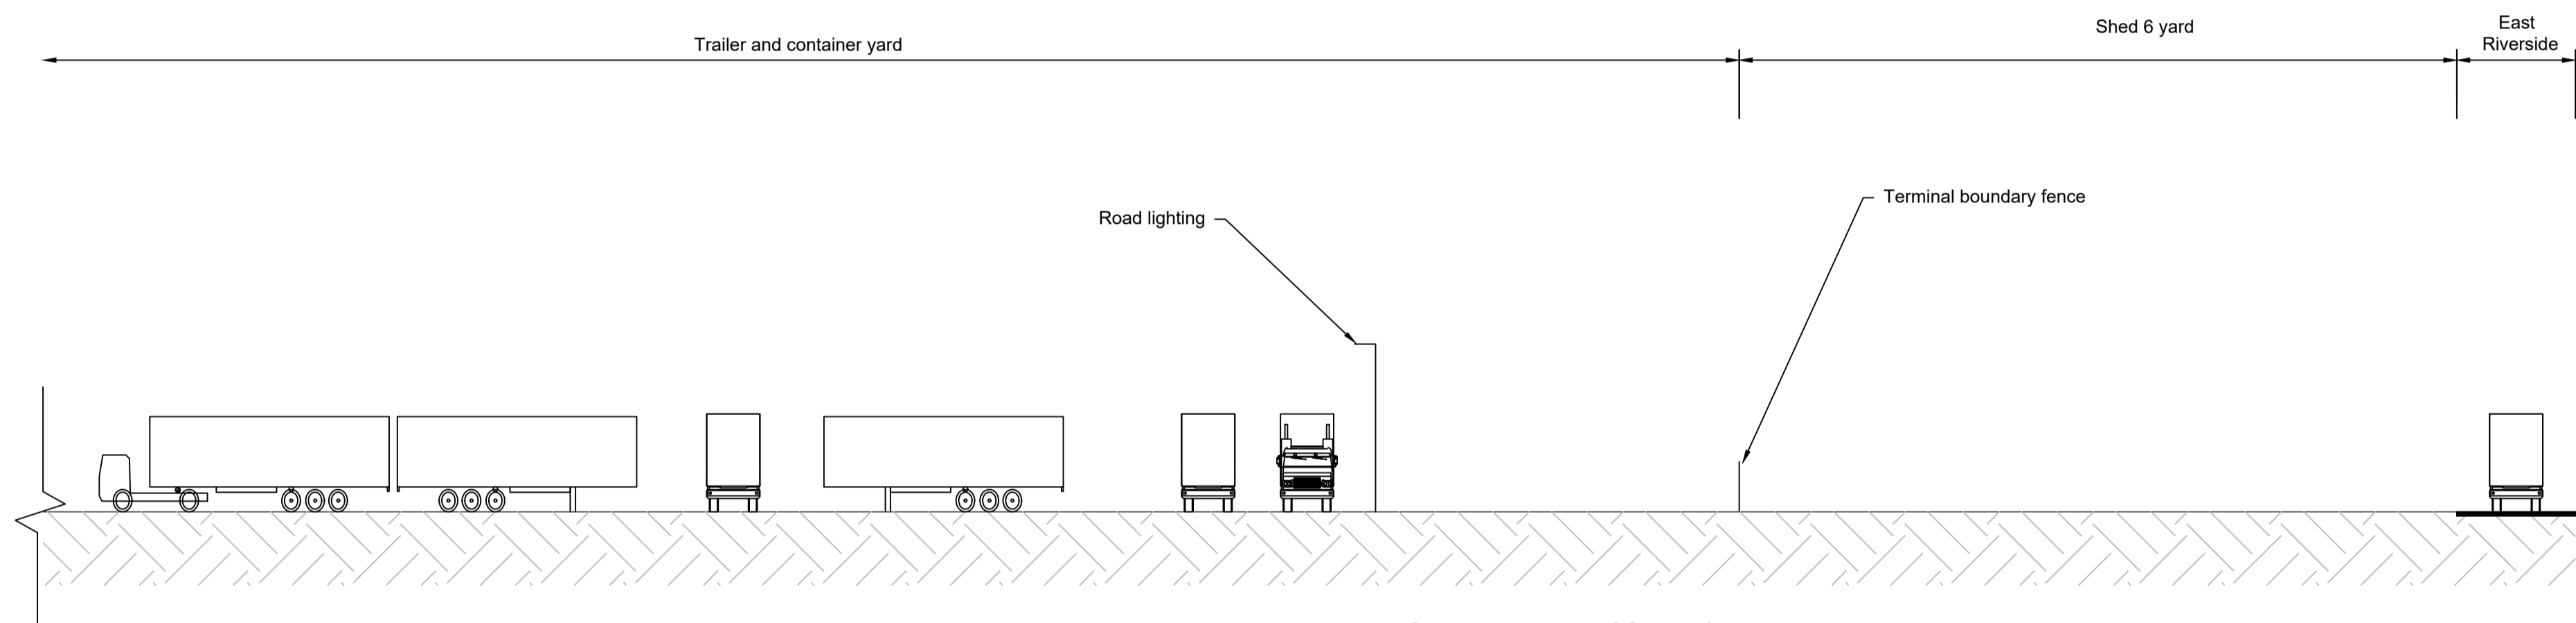 Trailer and container yard
Shed 6 yard
East
Riverside
Road lighting
Terminal boundary fence